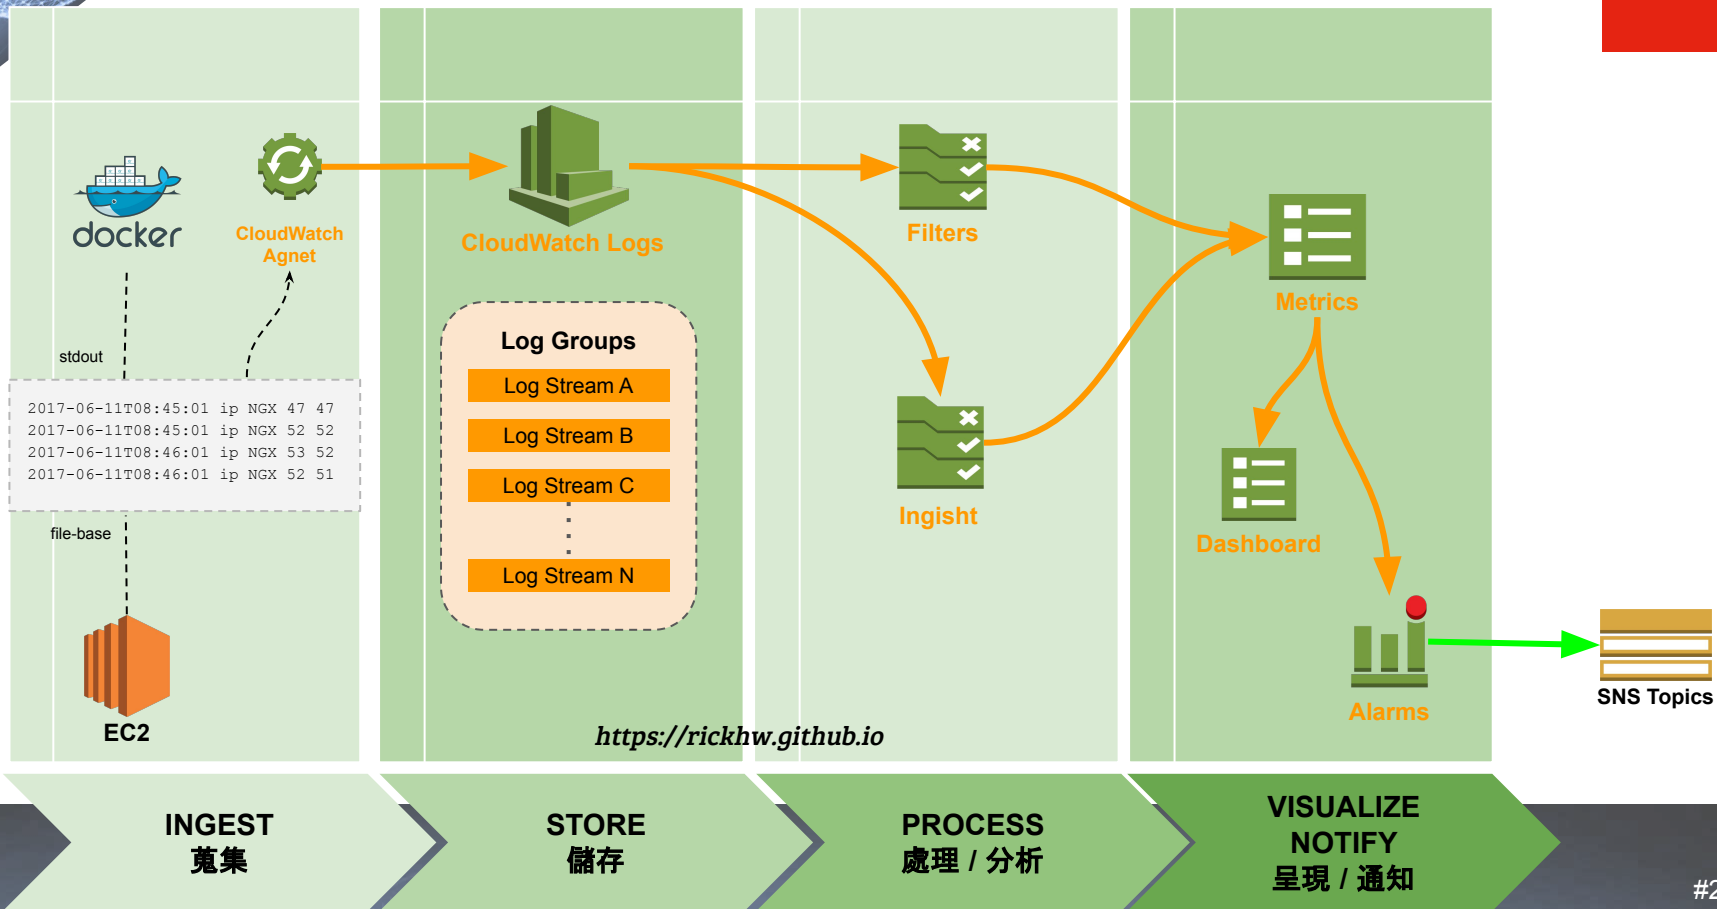 docker
CloudWatch
Agnet
stdout
2017-06-11T08:45:01 ip NGX 47 47
2017-06-11T08:45:01 ip NGX 52 52
2017-06-11T08:46:01 ip NGX 53 52
2017-06-11T08:46:01 ip NGX 52 51
file-base
EC2
CloudWatch Logs
Log Groups
Log Stream A
Log Stream B
Log Stream C
Log Stream N
Filters
Ingisht
Metrics
Dashboard
Alarms
SNS Topics
https://rickhw.github.io
INGEST
蒐集
STORE
儲存
PROCESS
處理 / 分析
VISUALIZE
NOTIFY
呈現 / 通知
#2